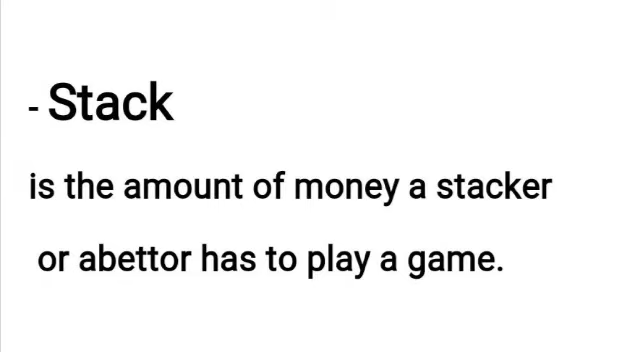 - Stack
is the amount of money a stacker
or abettor has to play a game.